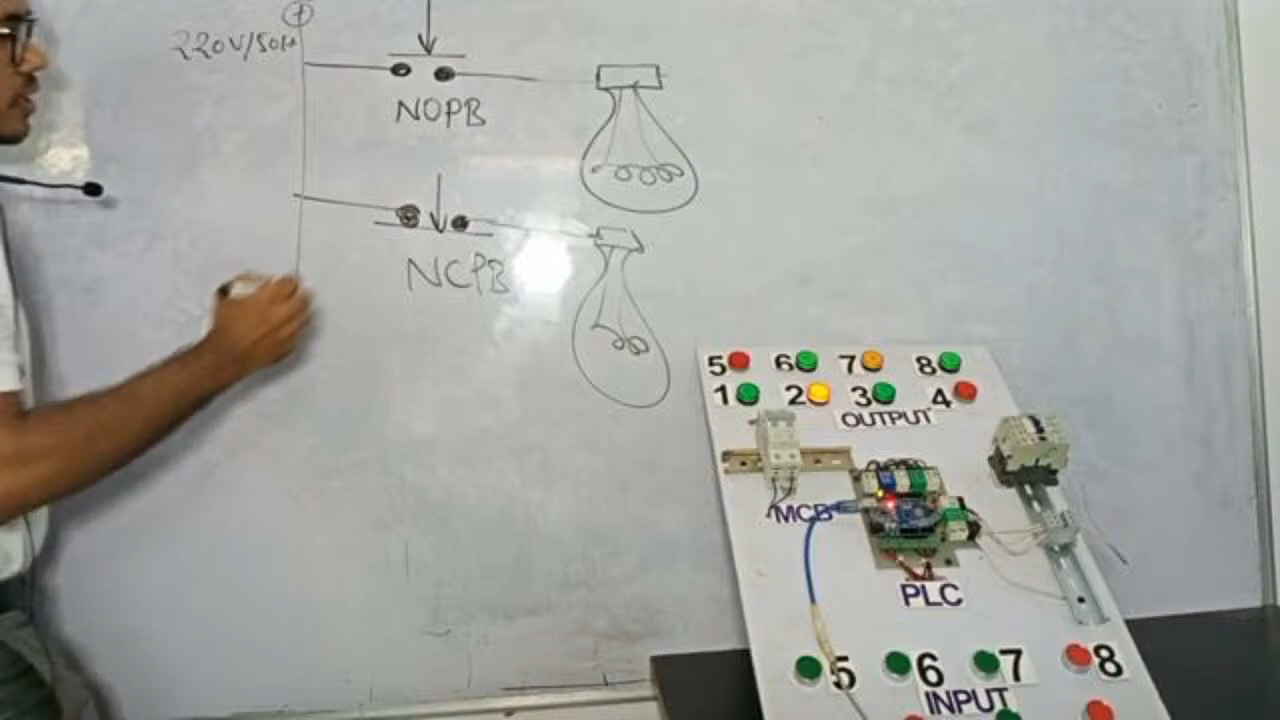 +
220V/50H
NOPB
NCPB
5 6 7 8
1 2 3 4
OUTPUT
MCB
PLC
5 6 7 8
INPUT